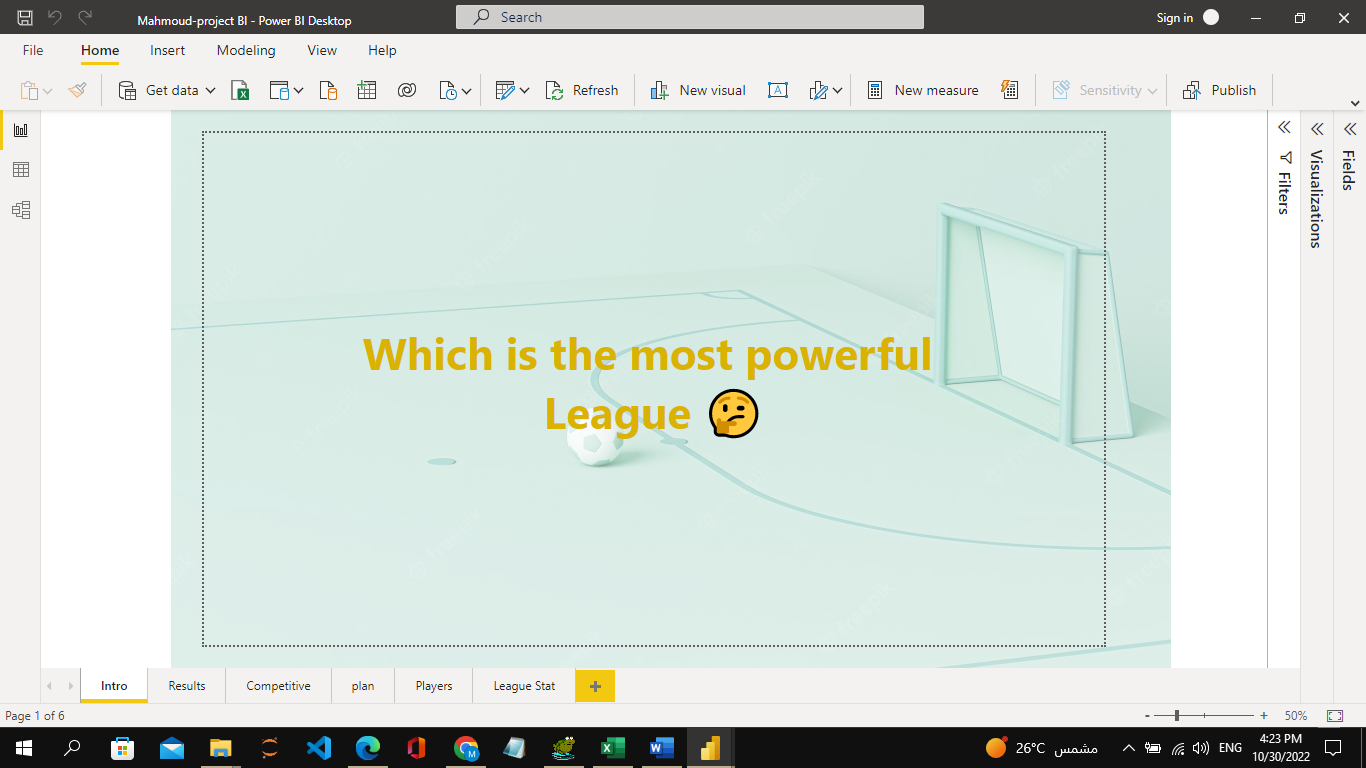 Mahmoud-project BI - Power BI Desktop
Search
Sign in
File Home Insert Modeling View Help
Get data
Refresh
New visual
New measure
Sensitivity
Publish
Which is the most powerful
League 🤔
Filters
Visualizations
Fields
Intro Results Competitive plan Players League Stat
Page 1 of 6
- + 50%
26°C مشمس
ENG
4:23 PM
10/30/2022